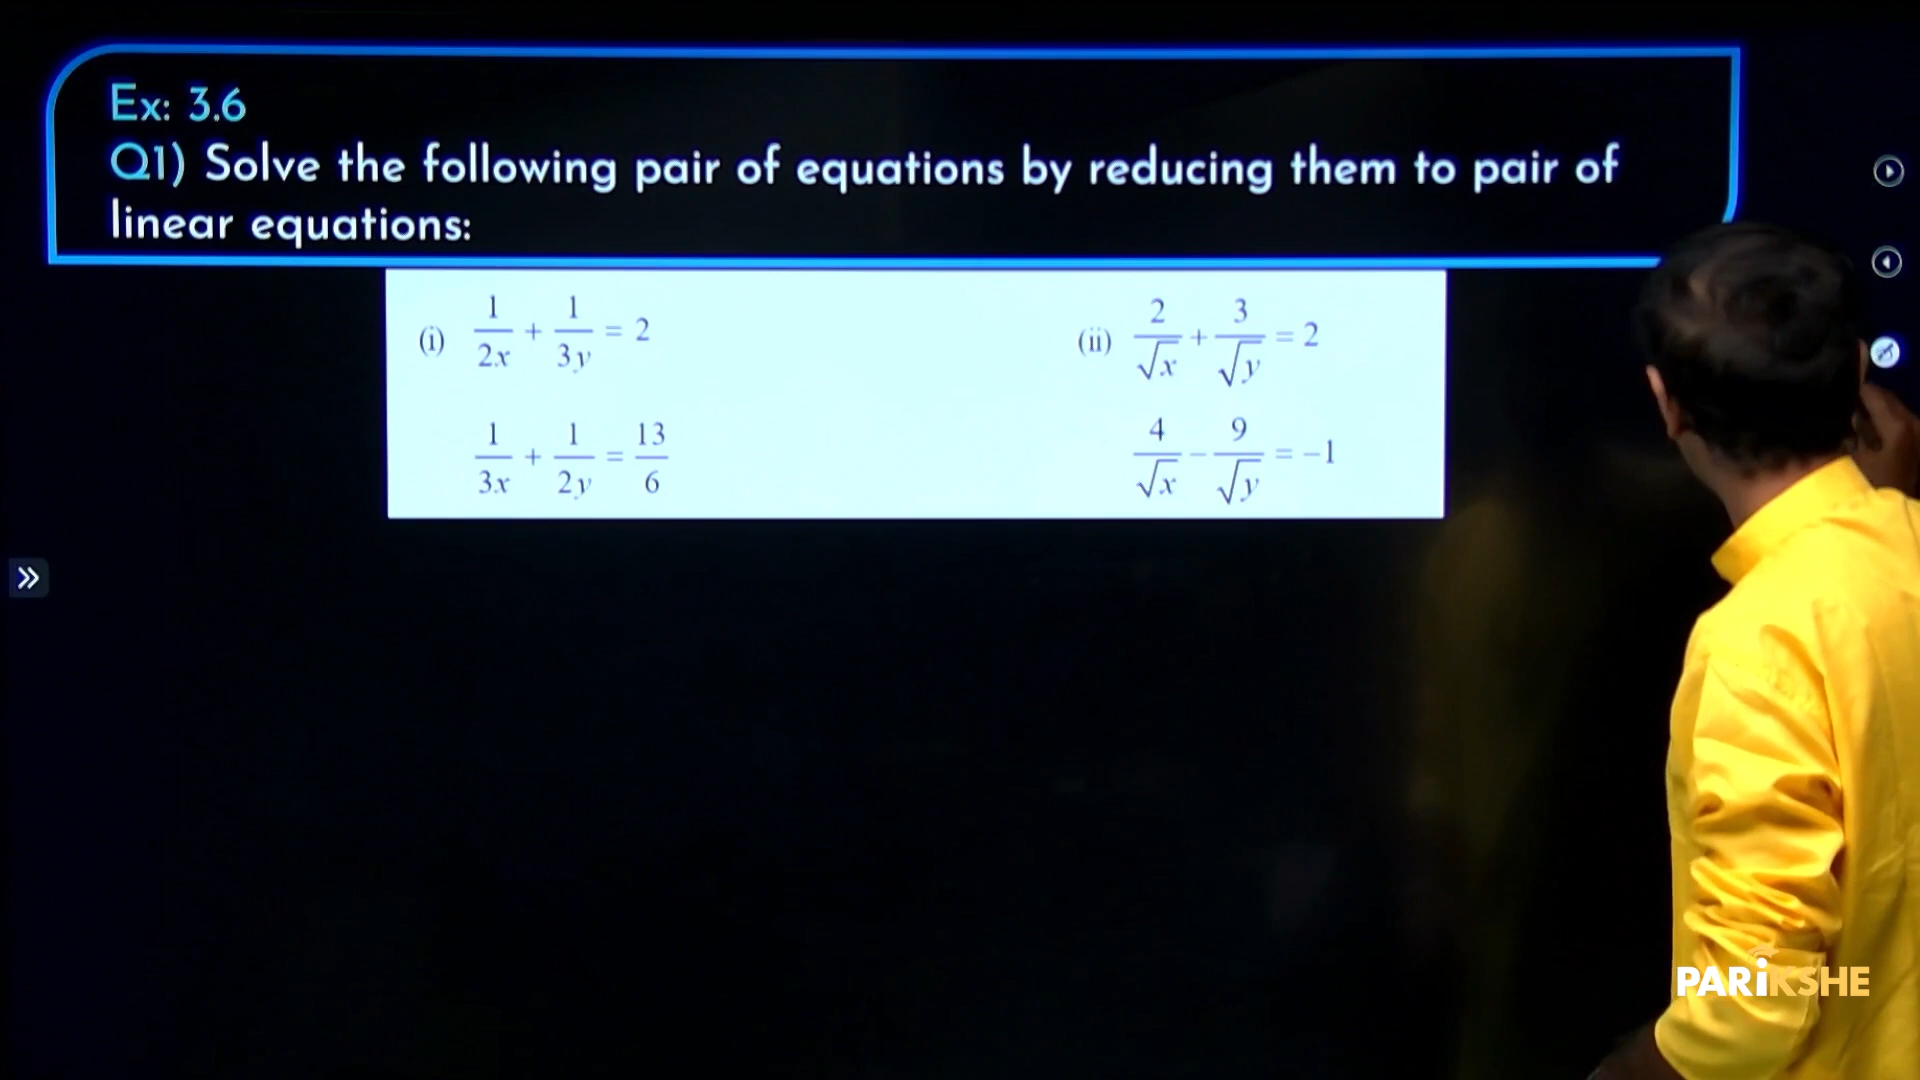 Ex: 3.6
Q1) Solve the following pair of equations by reducing them to pair of
linear equations:
(i) 1/2x + 1/3y = 2
(ii) 2/√x + 3/√y = 2
1/3x + 1/2y = 13/6
4/√x − 9/√y = −1
PARiKSHE